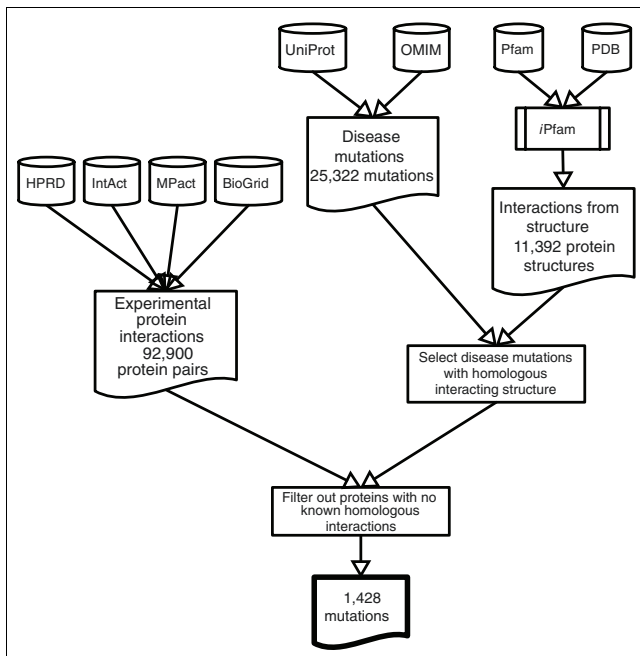 UniProt
OMIM
Pfam
PDB
iPfam
Disease
mutations
25,322 mutations
HPRD
IntAct
MPact
BioGrid
Interactions from
structure
11,392 protein
structures
Experimental
protein
interactions
92,900
protein pairs
Select disease mutations
with homologous
interacting structure
Filter out proteins with no
known homologous
interactions
1,428
mutations